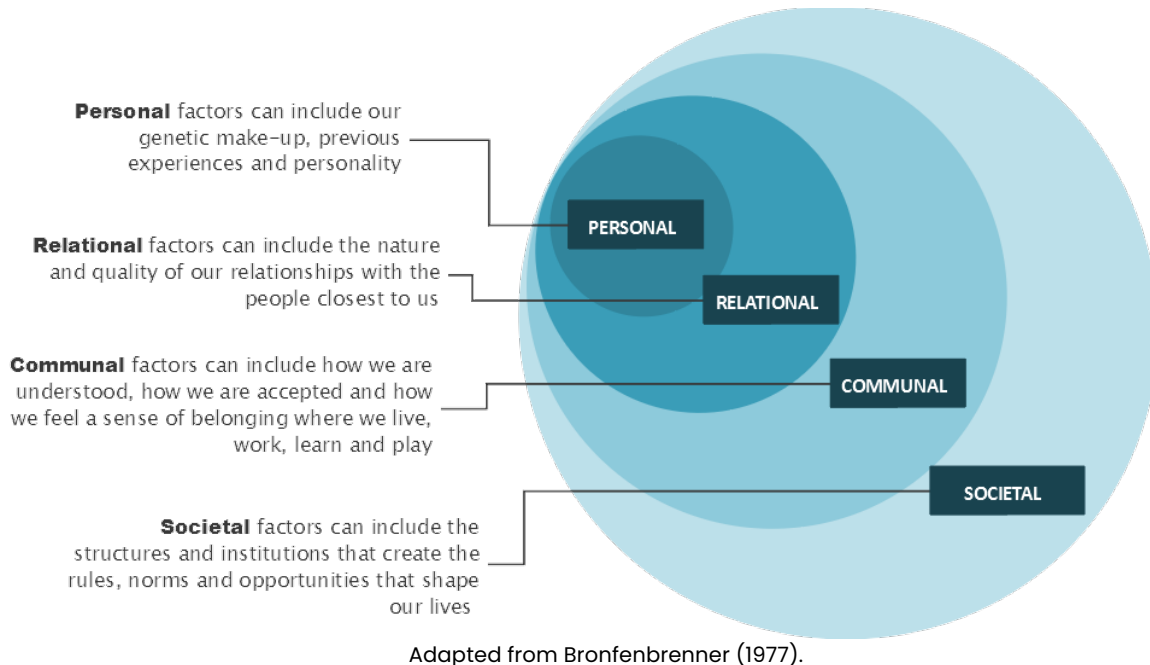 Personal factors can include our
genetic make-up, previous
experiences and personality
PERSONAL
Relational factors can include the nature
and quality of our relationships with the
people closest to us
RELATIONAL
Communal factors can include how we are
understood, how we are accepted and how
we feel a sense of belonging where we live,
work, learn and play
COMMUNAL
Societal factors can include the
structures and institutions that create the
rules, norms and opportunities that shape
our lives
SOCIETAL
Adapted from Bronfenbrenner (1977).